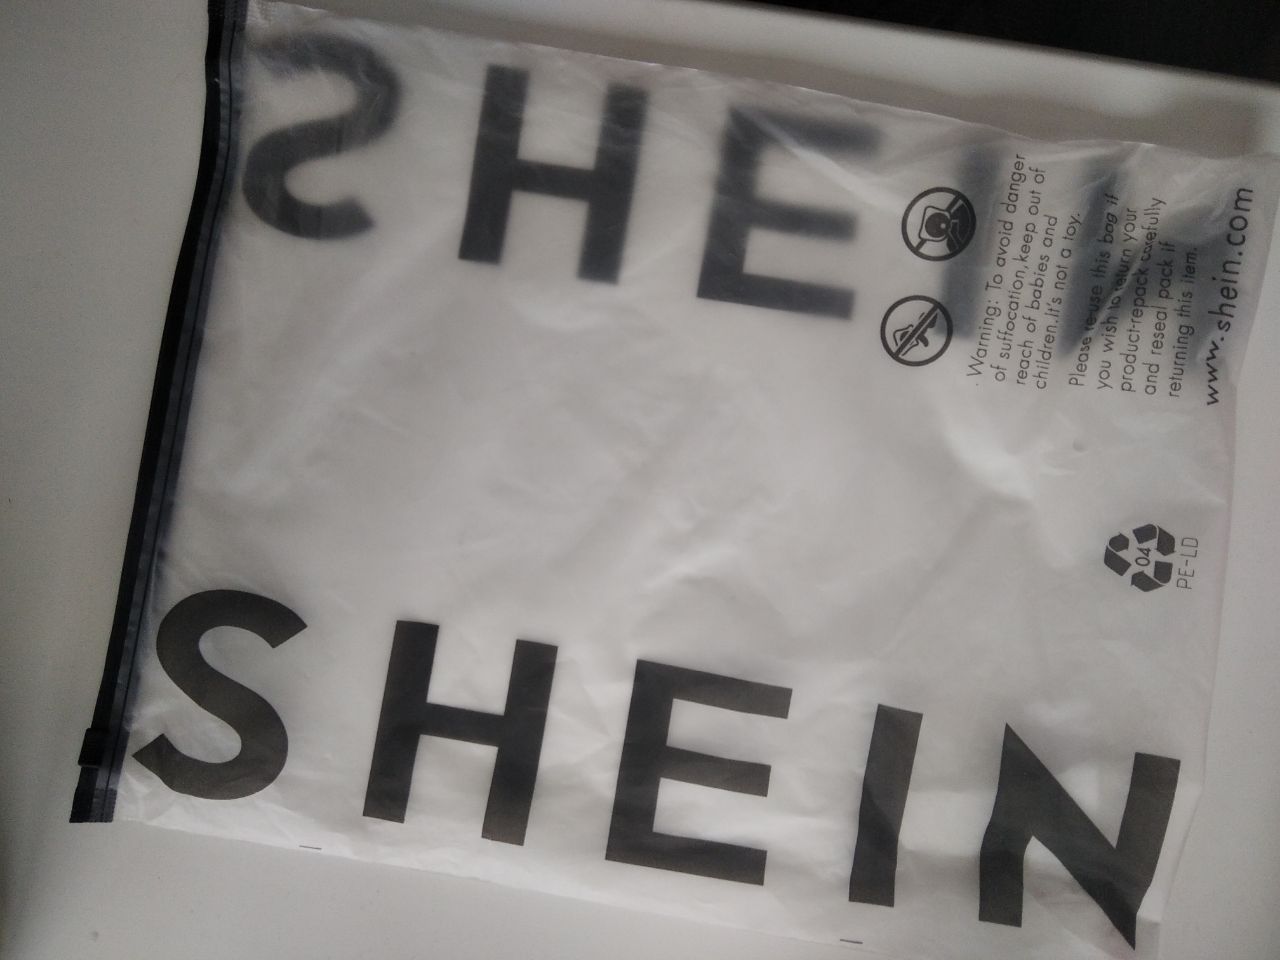 SHEIN
Warning: To avoid danger
of suffocation,keep out of
reach of babies and
children.It's not a toy.
Please re-use this bag if
you wish to return your
product-repack carefully
and reseal pack if
returning this item.
www.shein.com
04
PE-LD
SHEIN